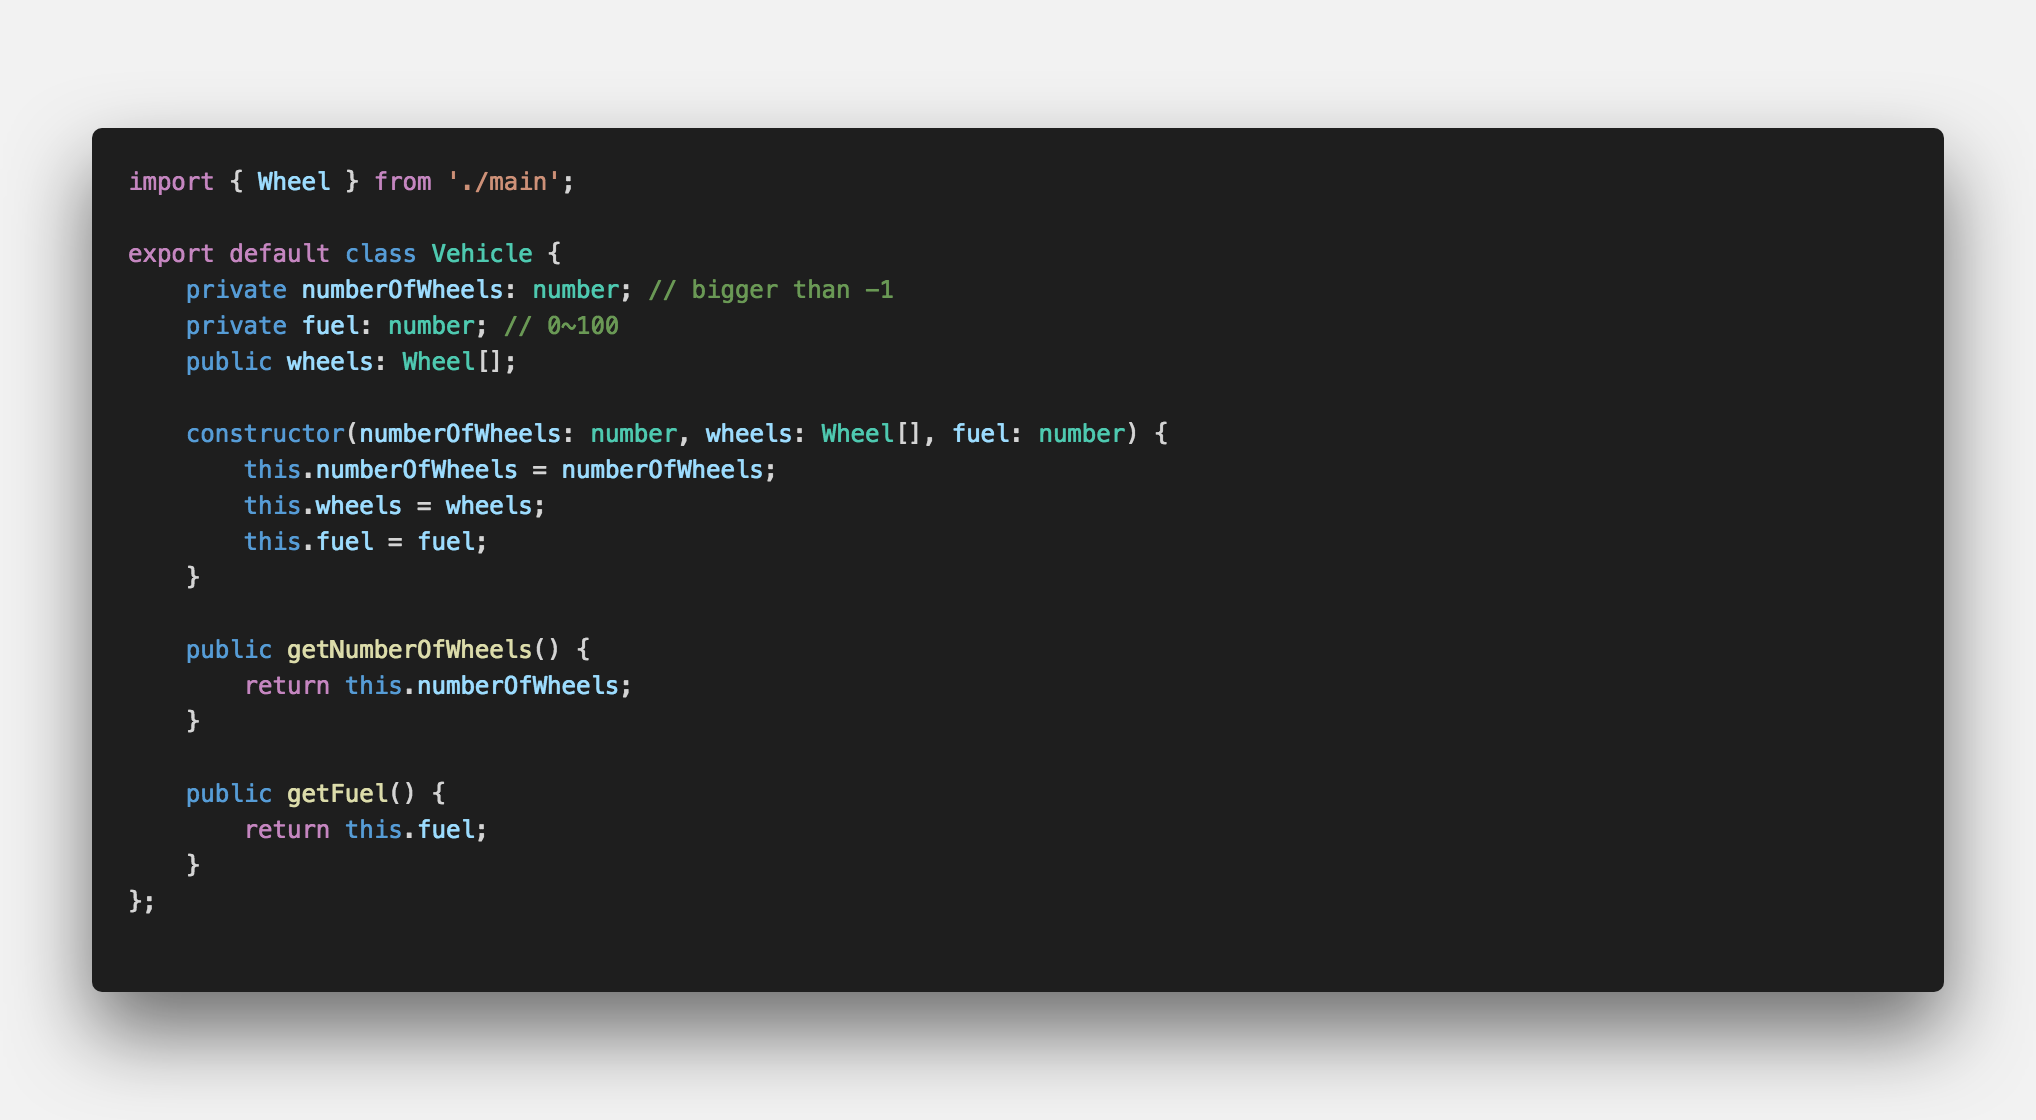 import { Wheel } from './main';
export default class Vehicle {
    private numberOfWheels: number; // bigger than -1
    private fuel: number; // 0~100
    public wheels: Wheel[];
    constructor(numberOfWheels: number, wheels: Wheel[], fuel: number) {
        this.numberOfWheels = numberOfWheels;
        this.wheels = wheels;
        this.fuel = fuel;
    }
    public getNumberOfWheels() {
        return this.numberOfWheels;
    }
    public getFuel() {
        return this.fuel;
    }
};